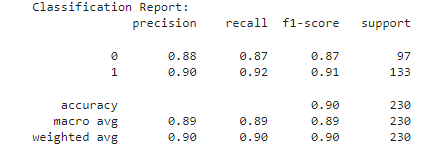 Classification Report:
precision recall f1-score support
0 0.88 0.87 0.87 97
1 0.90 0.92 0.91 133
accuracy 0.90 230
macro avg 0.89 0.89 0.89 230
weighted avg 0.90 0.90 0.90 230